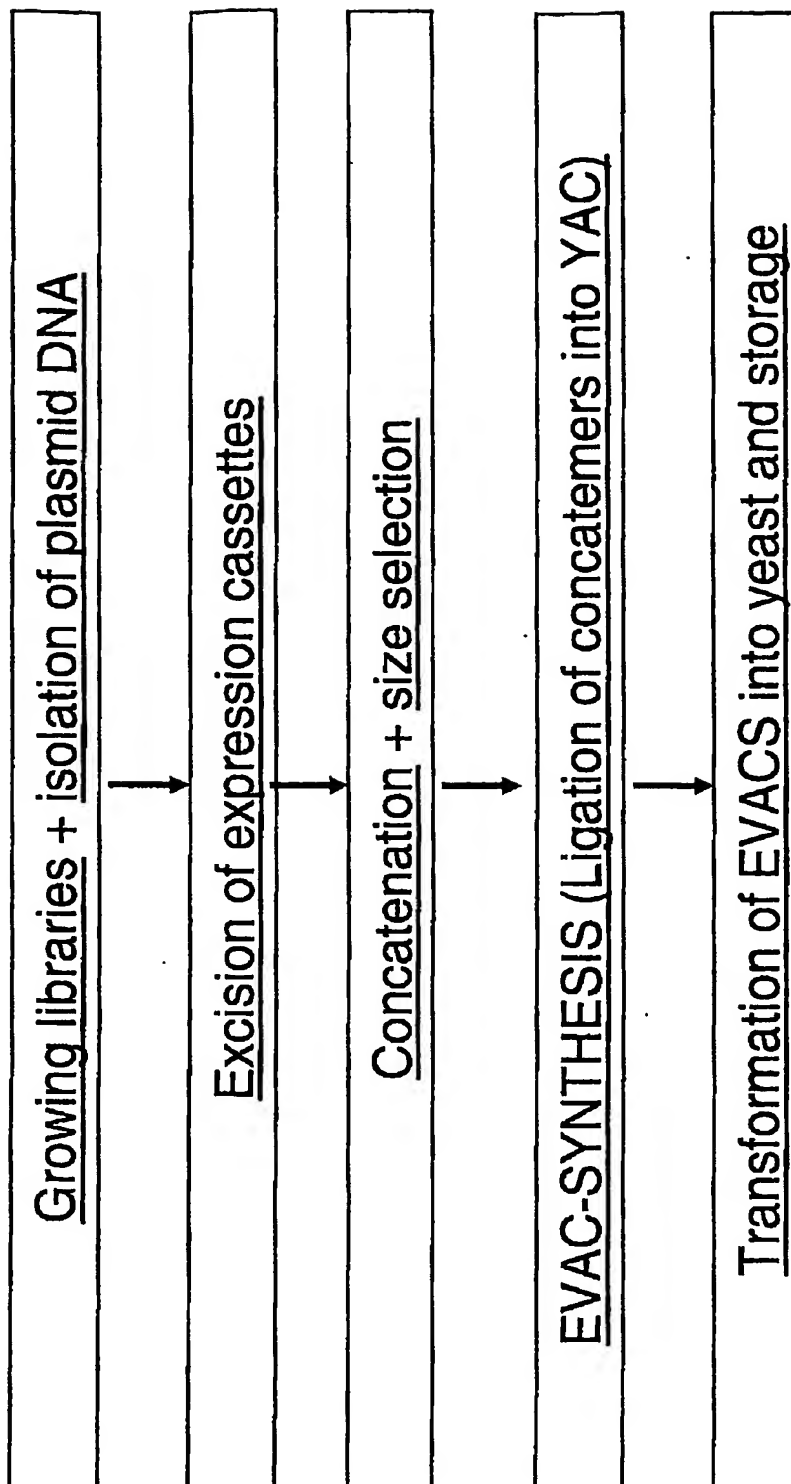 Growing libraries + isolation of plasmid DNA
Excision of expression cassettes
Concatenation + size selection
EVAC-SYNTHESIS (Ligation of concatemers into YAC)
Transformation of EVACS into yeast and storage